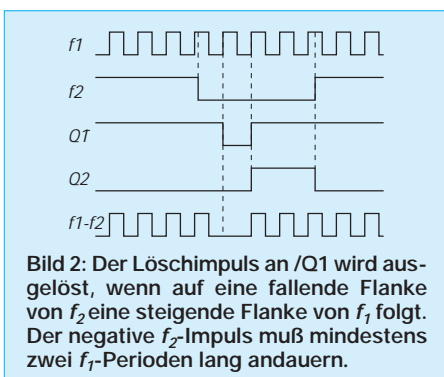 f1
f2
Q1
Q2
f1-f2
Bild 2: Der Löschimpuls an /Q1 wird aus-
gelöst, wenn auf eine fallende Flanke
von f2 eine steigende Flanke von f1 folgt.
Der negative f2-Impuls muß mindestens
zwei f1-Perioden lang andauern.